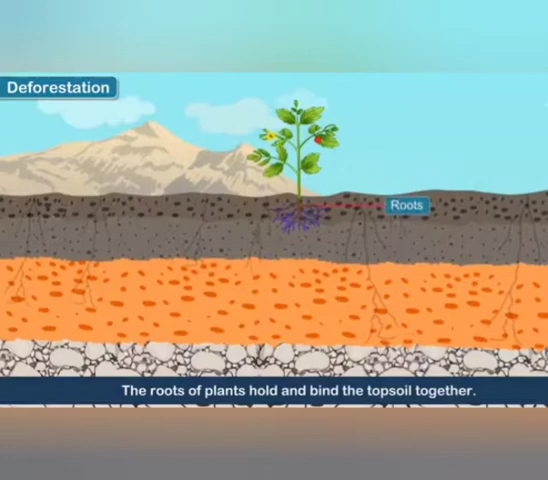 Deforestation
Roots
The roots of plants hold and bind the topsoil together.